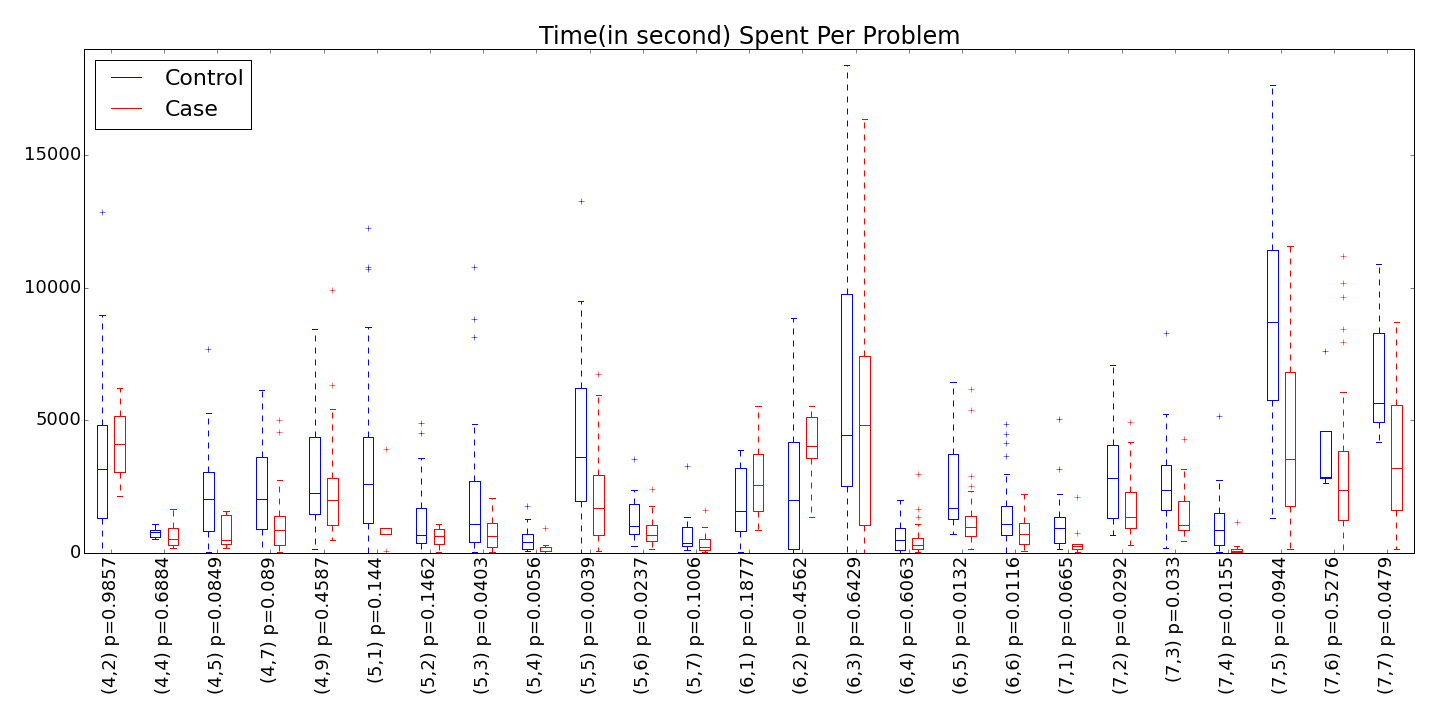 Time(in second) Spent Per Problem
Control
Case
15000
10000
5000
0
(4,2) p=0.9857
(4,4) p=0.6884
(4,5) p=0.0849
(4,7) p=0.089
(4,9) p=0.4587
(5,1) p=0.144
(5,2) p=0.1462
(5,3) p=0.0403
(5,4) p=0.0056
(5,5) p=0.0039
(5,6) p=0.0237
(5,7) p=0.1006
(6,1) p=0.1877
(6,2) p=0.4562
(6,3) p=0.6429
(6,4) p=0.6063
(6,5) p=0.0132
(6,6) p=0.0116
(7,1) p=0.0665
(7,2) p=0.0292
(7,3) p=0.033
(7,4) p=0.0155
(7,5) p=0.0944
(7,6) p=0.5276
(7,7) p=0.0479